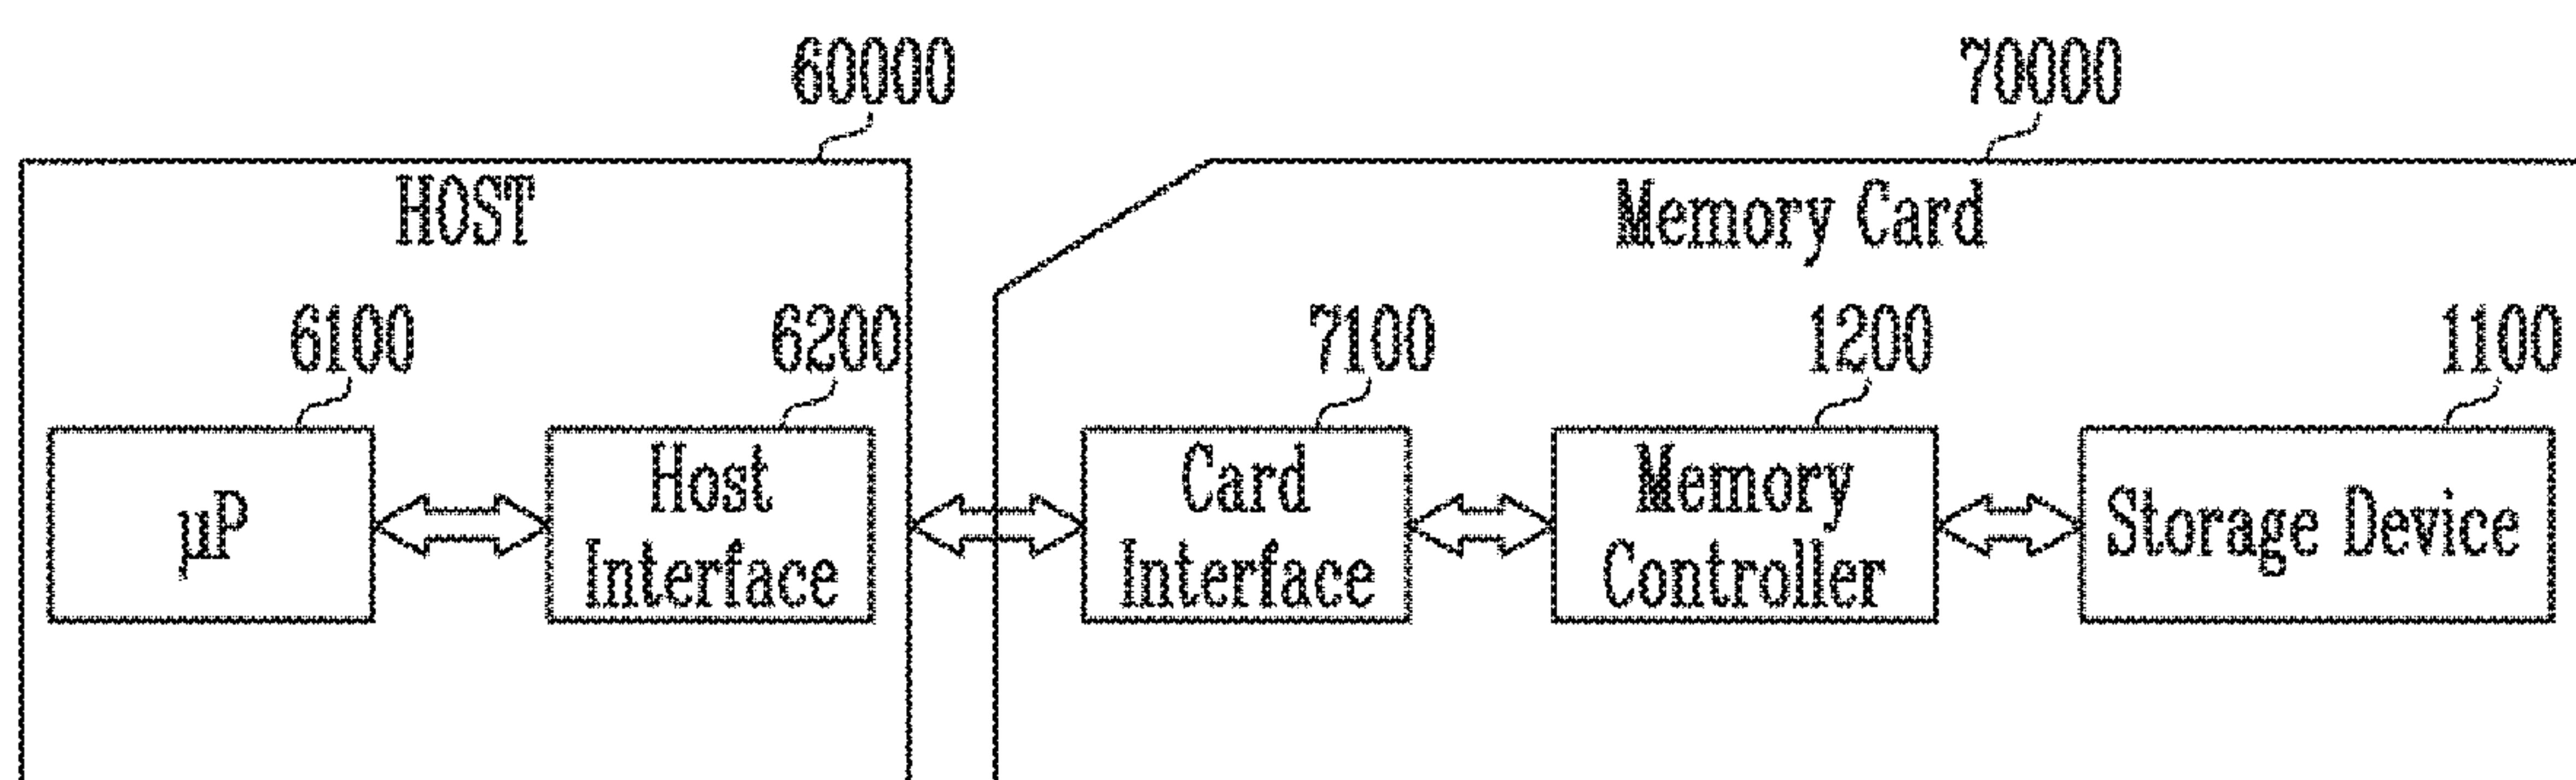 60000
70000
HOST
Memory Card
6100
6200
7100
1200
1100
μP
Host
Interface
Card
Interface
Memory
Controller
Storage Device